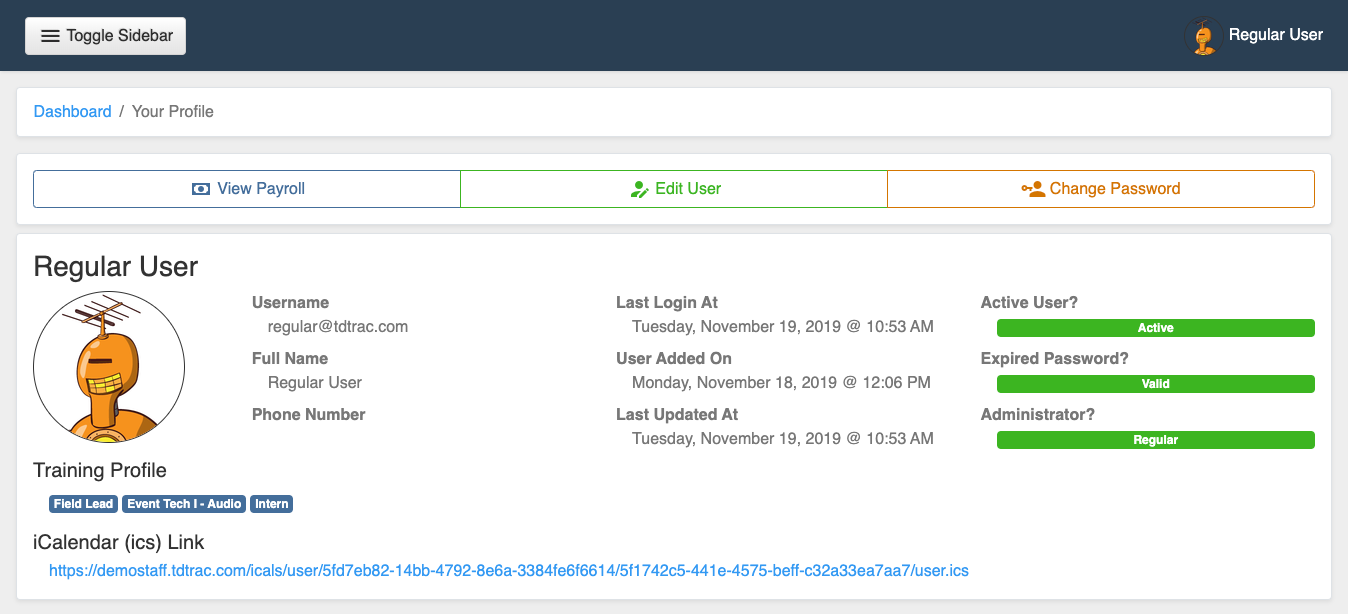 Toggle Sidebar
Regular User
Dashboard / Your Profile
View Payroll
Edit User
Change Password
Regular User
Username
regular@tdtrac.com
Full Name
Regular User
Phone Number
Last Login At
Tuesday, November 19, 2019 @ 10:53 AM
User Added On
Monday, November 18, 2019 @ 12:06 PM
Last Updated At
Tuesday, November 19, 2019 @ 10:53 AM
Active User?
Active
Expired Password?
Valid
Administrator?
Regular
Training Profile
Field Lead Event Tech I - Audio Intern
iCalendar (ics) Link
https://demostaff.tdtrac.com/icals/user/5fd7eb82-14bb-4792-8e6a-3384fe6f6614/5f1742c5-441e-4575-beff-c32a33ea7aa7/user.ics